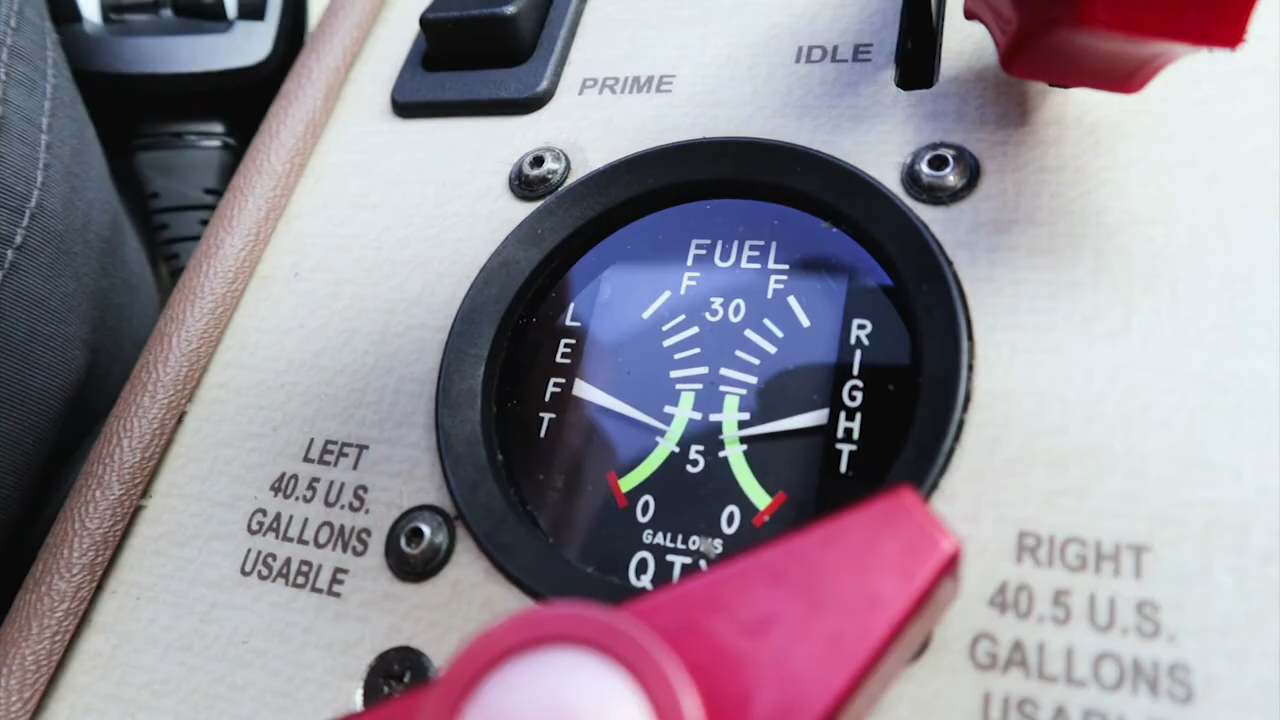 PRIME
IDLE
FUEL
F F
30
LEFT
RIGHT
5
0 0
GALLONS
QTY
LEFT
40.5 U.S.
GALLONS
USABLE
RIGHT
40.5 U.S.
GALLONS